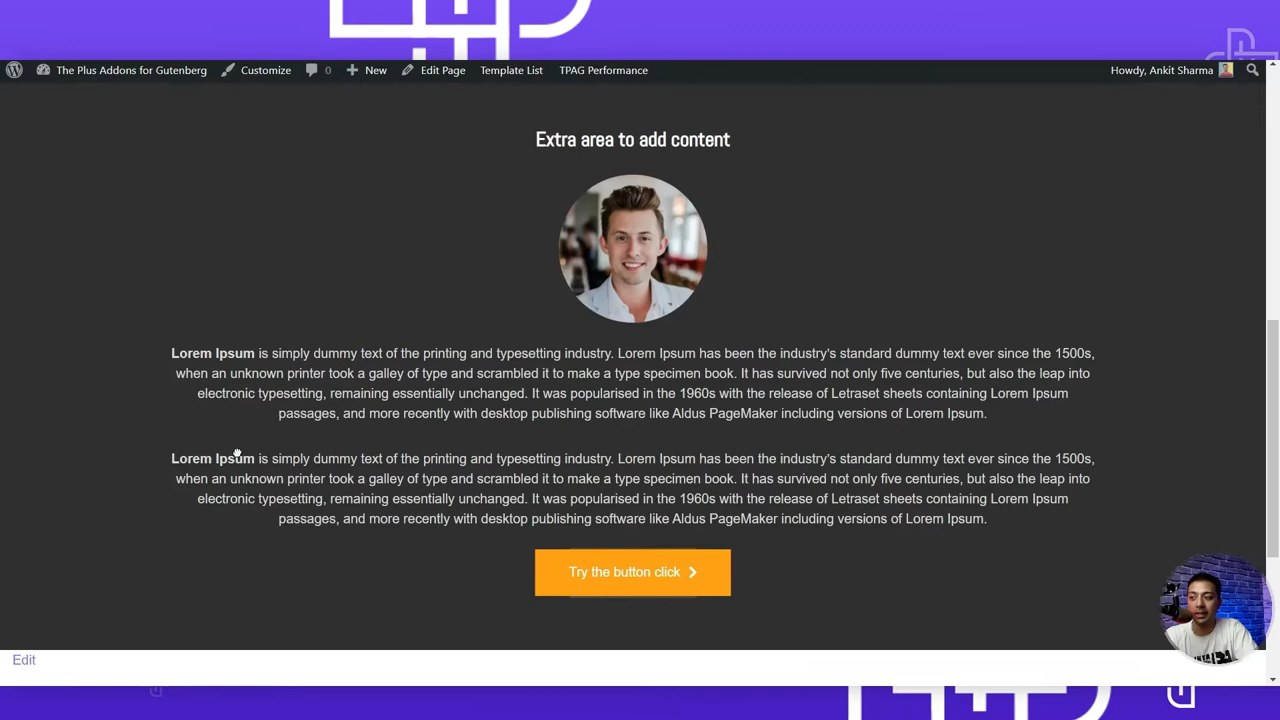 The Plus Addons for Gutenberg Customize 0 New Edit Page Template List TPAG Performance Howdy, Ankit Sharma
Extra area to add content
Lorem Ipsum is simply dummy text of the printing and typesetting industry. Lorem Ipsum has been the industry's standard dummy text ever since the 1500s,
when an unknown printer took a galley of type and scrambled it to make a type specimen book. It has survived not only five centuries, but also the leap into
electronic typesetting, remaining essentially unchanged. It was popularised in the 1960s with the release of Letraset sheets containing Lorem Ipsum
passages, and more recently with desktop publishing software like Aldus PageMaker including versions of Lorem Ipsum.
Lorem Ipsum is simply dummy text of the printing and typesetting industry. Lorem Ipsum has been the industry's standard dummy text ever since the 1500s,
when an unknown printer took a galley of type and scrambled it to make a type specimen book. It has survived not only five centuries, but also the leap into
electronic typesetting, remaining essentially unchanged. It was popularised in the 1960s with the release of Letraset sheets containing Lorem Ipsum
passages, and more recently with desktop publishing software like Aldus PageMaker including versions of Lorem Ipsum.
Try the button click
Edit